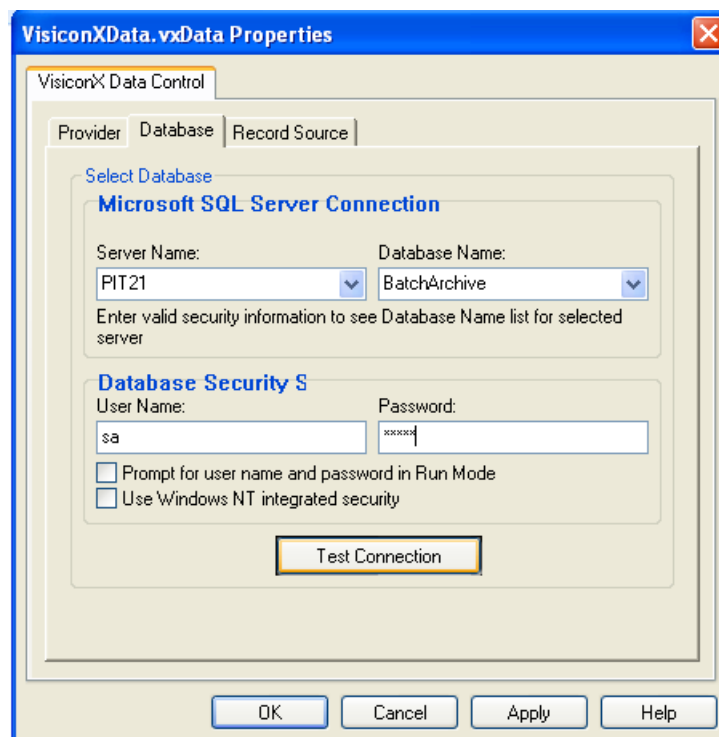 VisiconXData.vxData Properties
VisiconX Data Control
Provider Database Record Source
Select Database
Microsoft SQL Server Connection
Server Name: Database Name:
PIT21 BatchArchive
Enter valid security information to see Database Name list for selected
server
Database Security S
User Name: Password:
sa *****
Prompt for user name and password in Run Mode
Use Windows NT integrated security
Test Connection
OK Cancel Apply Help